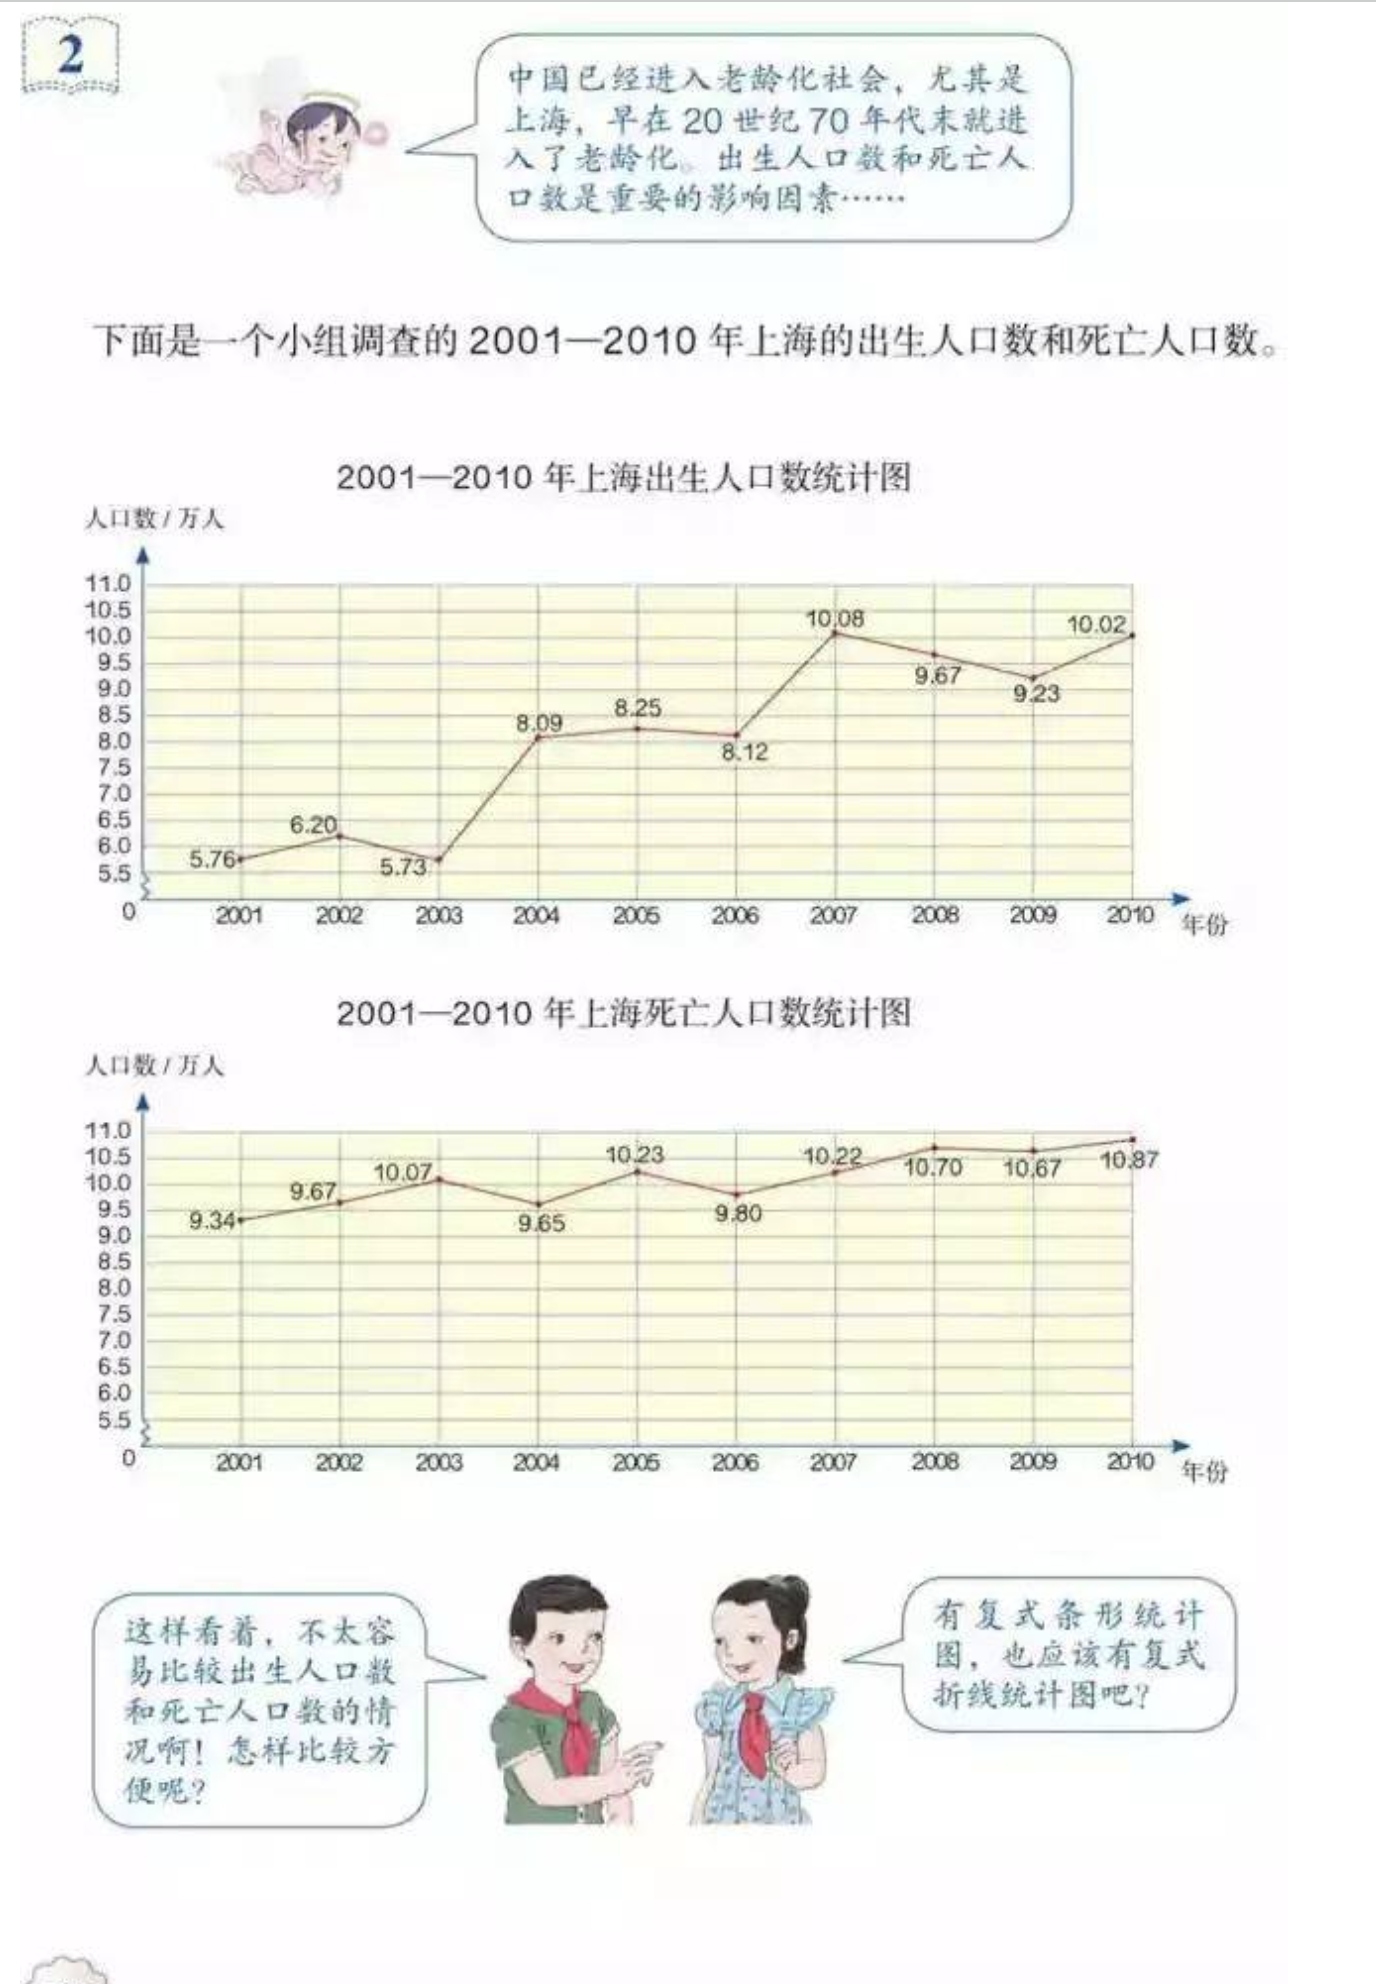 2
中国已经进入老龄化社会，尤其是
上海，早在 20 世纪 70 年代末就进
入了老龄化。出生人口数和死亡人
口数是重要的影响因素……
下面是一个小组调查的 2001—2010 年上海的出生人口数和死亡人口数。
2001—2010 年上海出生人口数统计图
人口数 / 万人
11.0
10.5
10.0
9.5
9.0
8.5
8.0
7.5
7.0
6.5
6.0
5.5
0
5.76
6.20
5.73
8.09
8.25
8.12
10.08
9.67
9.23
10.02
2001 2002 2003 2004 2005 2006 2007 2008 2009 2010 年份
2001—2010 年上海死亡人口数统计图
人口数 / 万人
11.0
10.5
10.0
9.5
9.0
8.5
8.0
7.5
7.0
6.5
6.0
5.5
0
9.34
9.67
10.07
9.65
10.23
9.80
10.22
10.70
10.67
10.87
2001 2002 2003 2004 2005 2006 2007 2008 2009 2010 年份
这样看着，不太容
易比较出生人口数
和死亡人口数的情
况啊！怎样比较方
便呢？
有复式条形统计
图，也应该有复式
折线统计图吧？